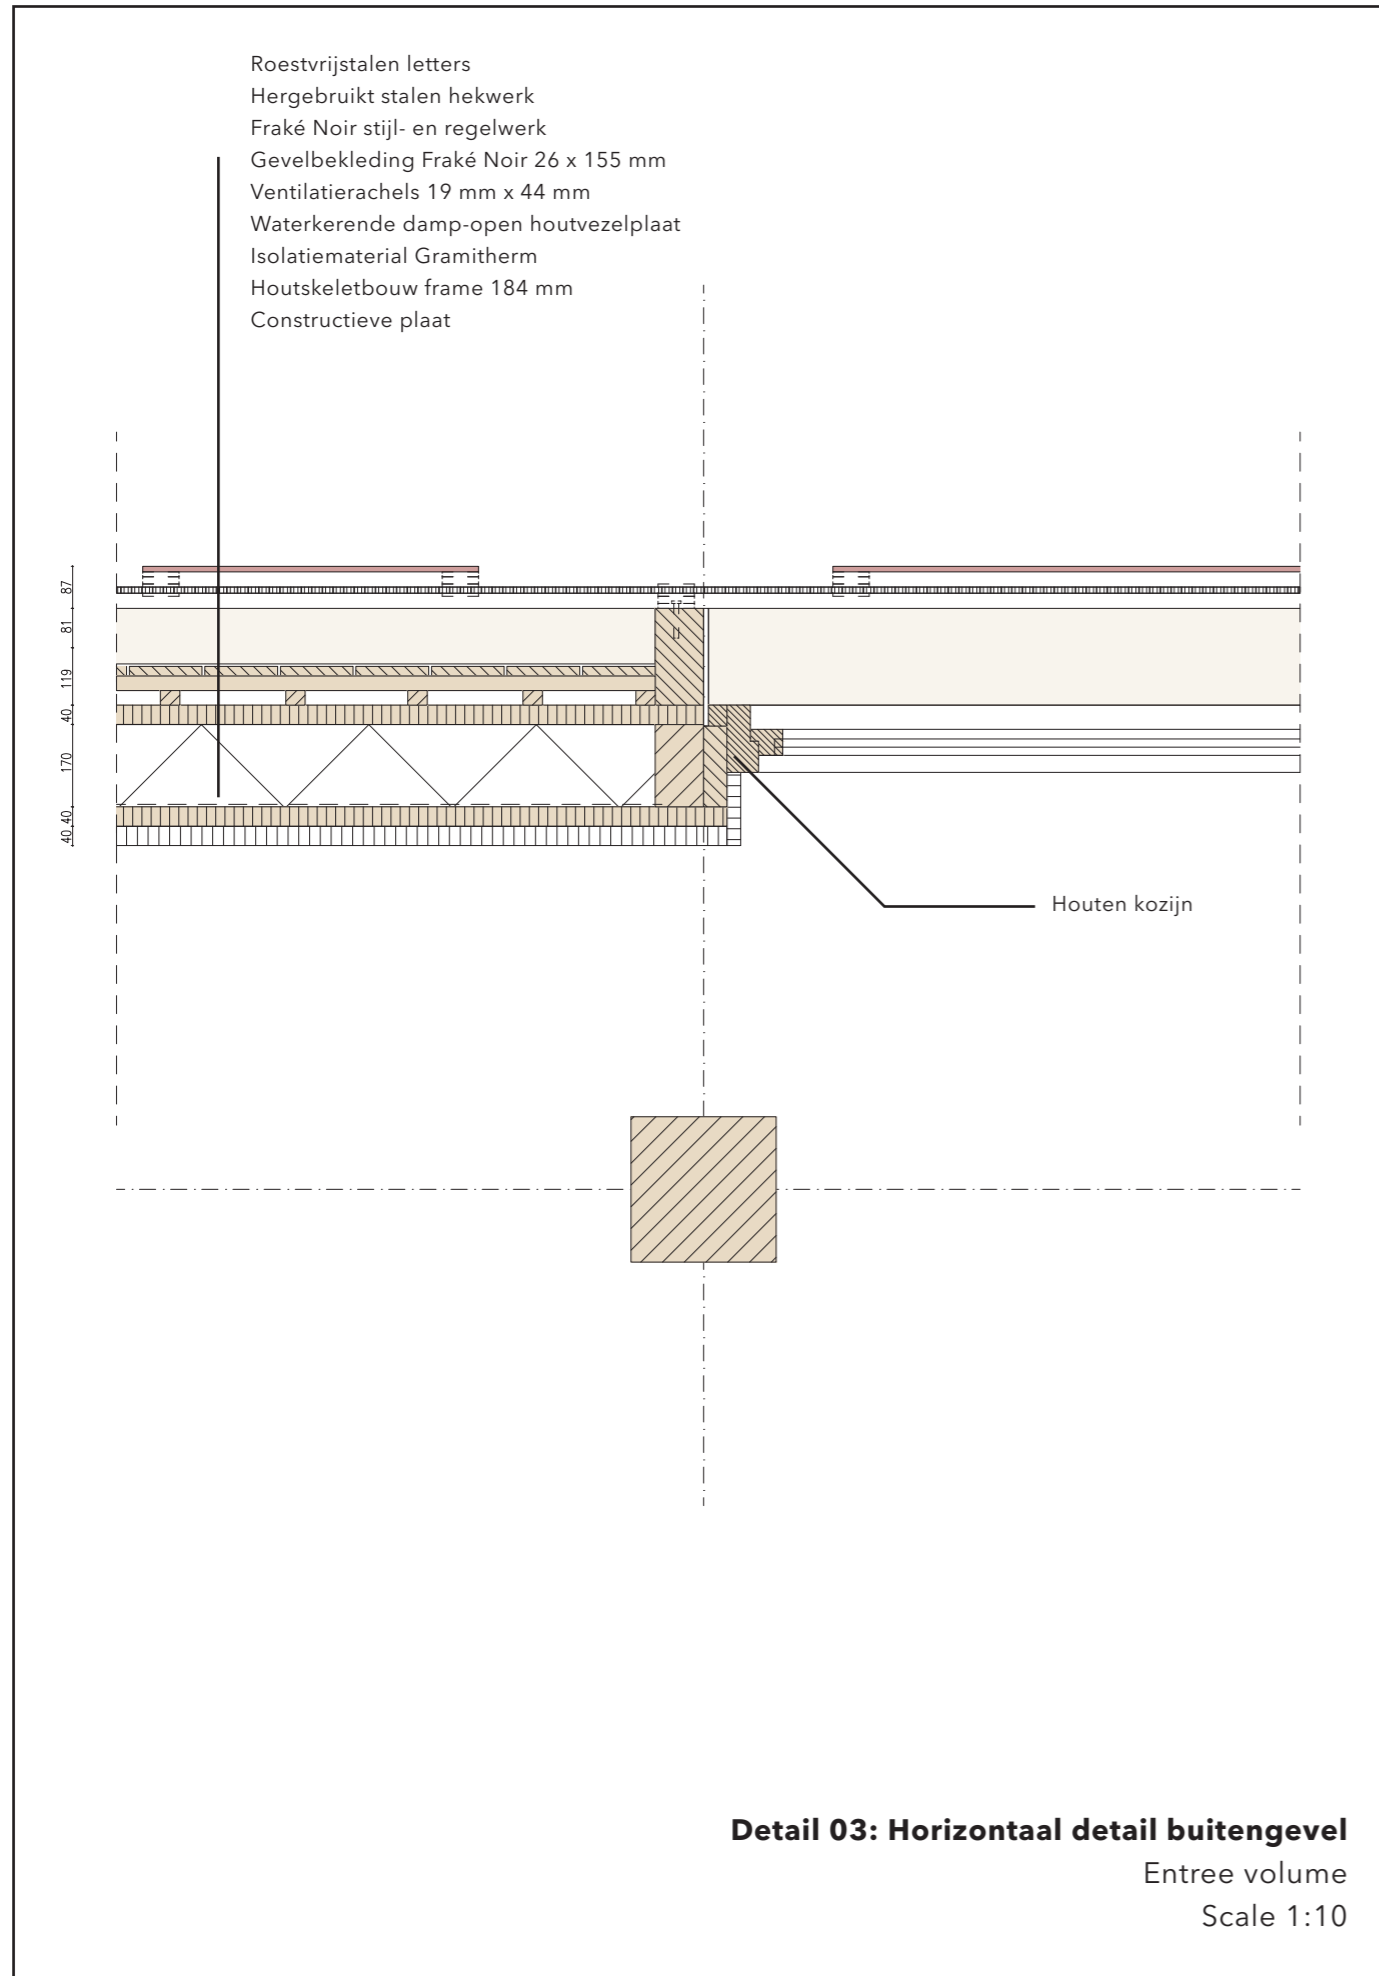 Roestvrijstalen letters
Hergebruikt stalen hekwerk
Fraké Noir stijl- en regelwerk
Gevelbekleding Fraké Noir 26 x 155 mm
Ventilatierachels 19 mm x 44 mm
Waterkerende damp-open houtvezelplaat
Isolatiematerial Gramitherm
Houtskeletbouw frame 184 mm
Constructieve plaat
87
81
119
40
170
40
40
Houten kozijn
Detail 03: Horizontaal detail buitengevel
Entree volume
Scale 1:10